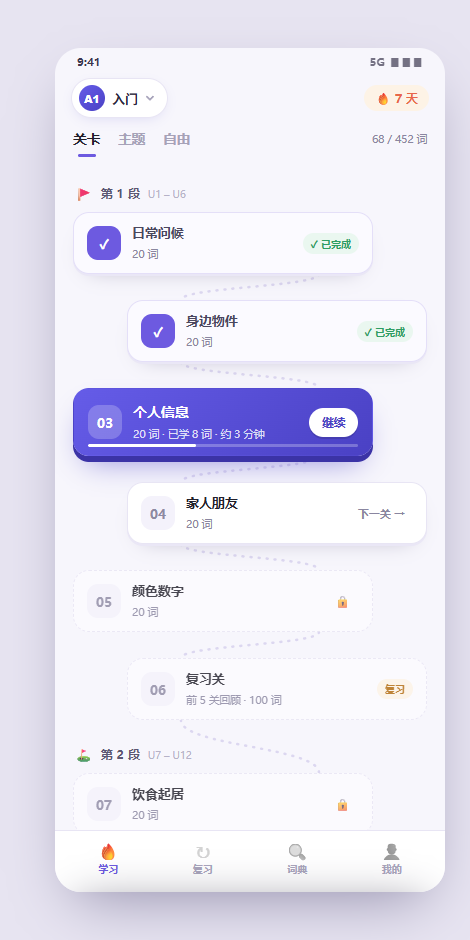 9:41 5G
A1 入门 7 天
关卡 主题 自由 68 / 452 词
第 1 段 U1 – U6
日常问候
20 词
✓ 已完成
身边物件
20 词
✓ 已完成
03 个人信息
20 词 · 已学 8 词 · 约 3 分钟
继续
04 家人朋友
20 词
下一关 →
05 颜色数字
20 词
06 复习关
前 5 关回顾 · 100 词
复习
第 2 段 U7 – U12
07 饮食起居
20 词
学习 复习 词典 我的